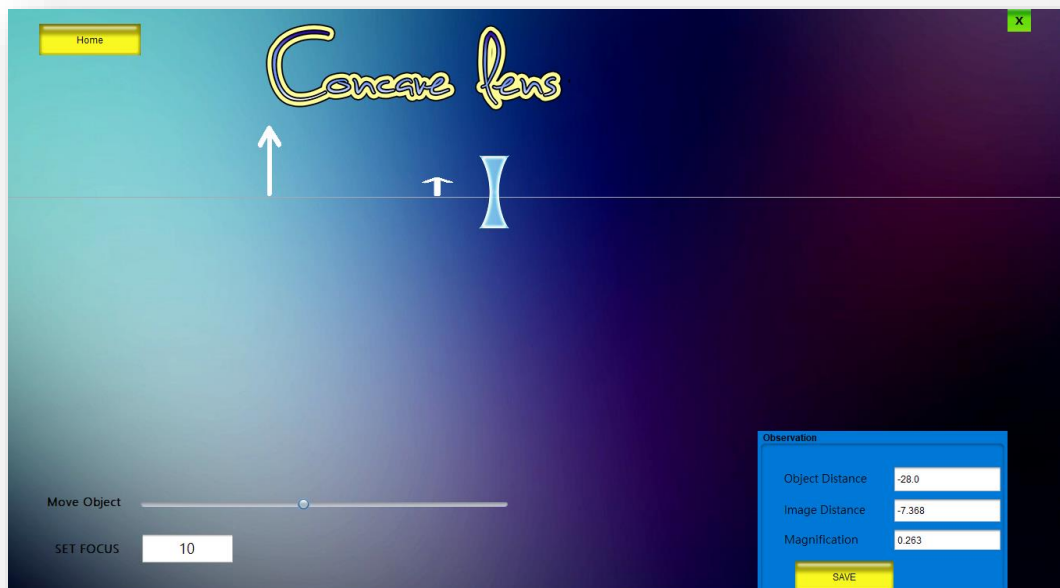 Home
x
Concave lens
Observation
Object Distance
-28.0
Image Distance
-7.368
Magnification
0.263
SAVE
Move Object
SET FOCUS
10